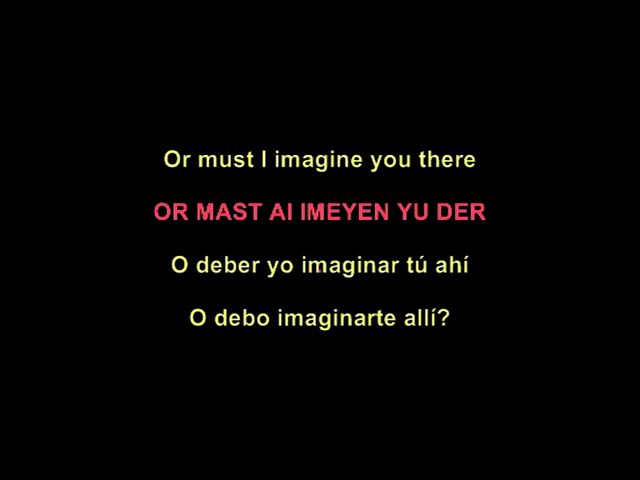 Or must I imagine you there
OR MAST AI IMEYEN YU DER
O deber yo imaginar tú ahí
O debo imaginarte allí?